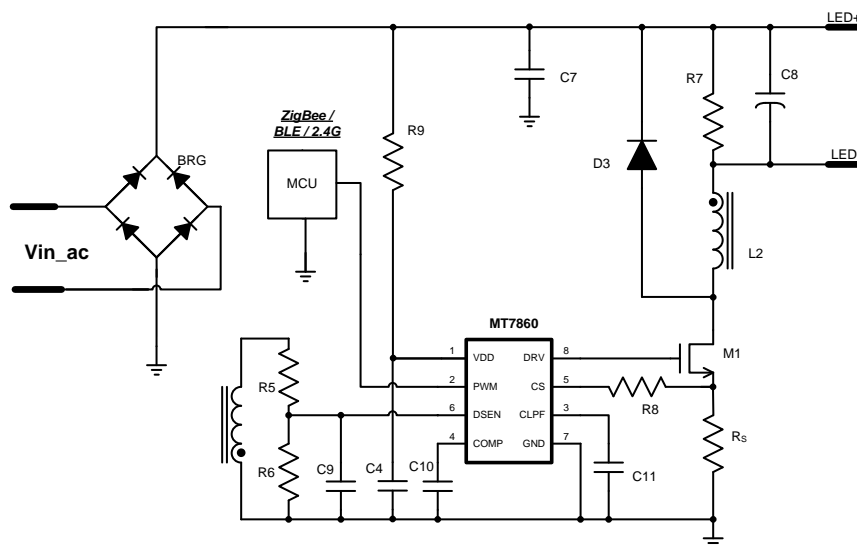 LED+
C7
R7
C8
ZigBee /
BLE / 2.4G
R9
BRG
D3
LED
MCU
Vin_ac
L2
MT7860
M1
1 VDD DRV 8
2 PWM CS 5
R5
R8
6 DSEN CLPF 3
4 COMP GND 7
RS
R6
C9
C4
C10
C11